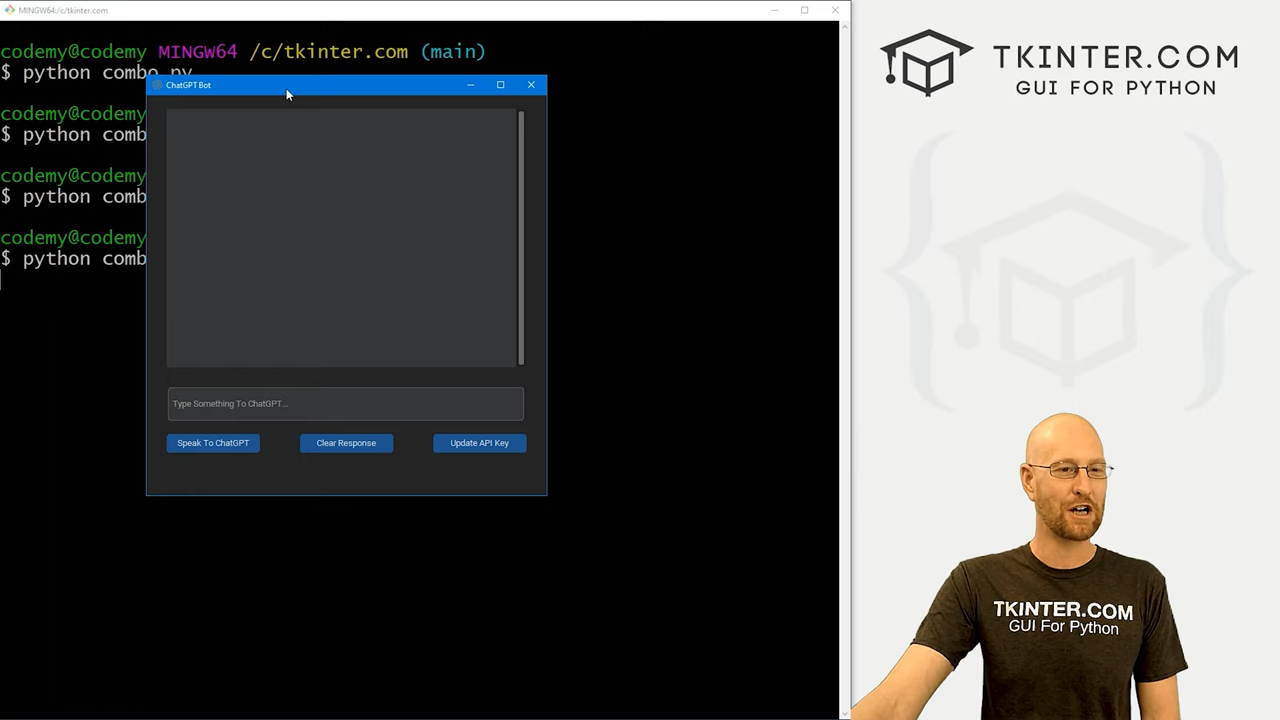 MINGW64:/c/tkinter.com
codemy@codemy MINGW64 /c/tkinter.com (main)
$ python combo.py
codemy@codemy
$ python comb
codemy@codemy
$ python comb
codemy@codemy
$ python comb
ChatGPT Bot
Type Something To ChatGPT...
Speak To ChatGPT
Clear Response
Update API Key
TKINTER.COM
GUI FOR PYTHON
TKINTER.COM
GUI For Python